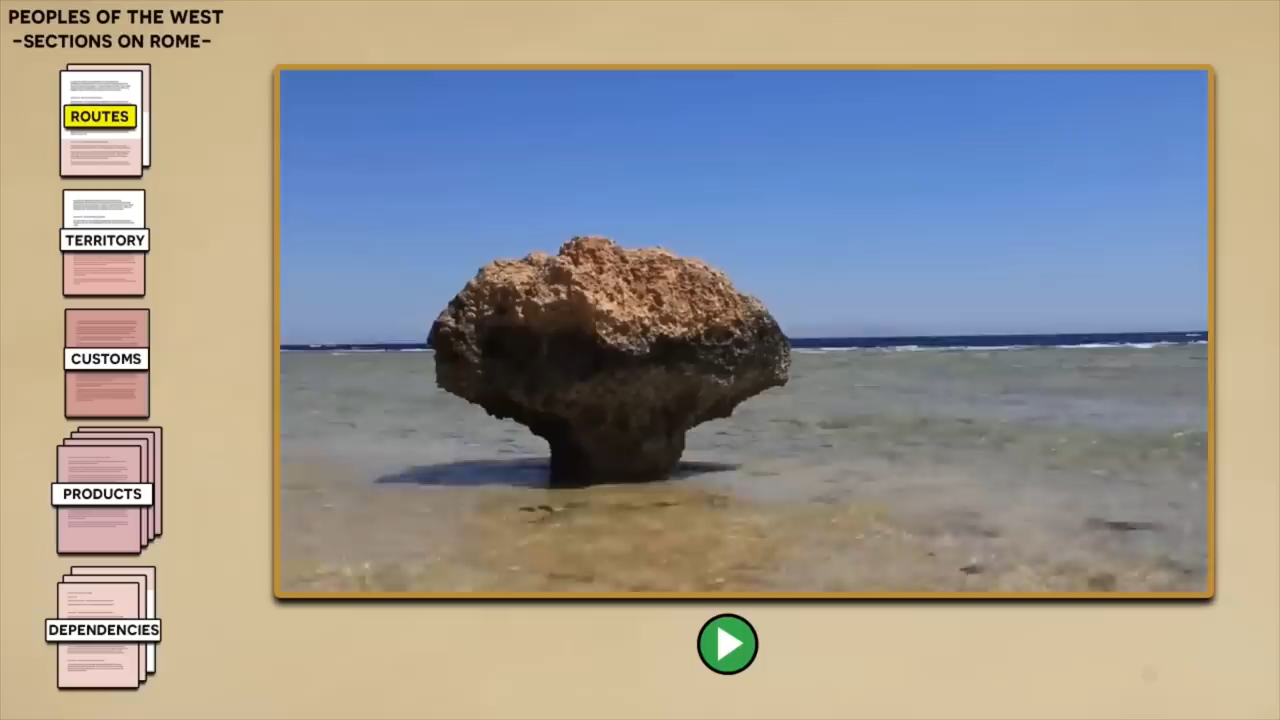 PEOPLES OF THE WEST
-SECTIONS ON ROME-
ROUTES
TERRITORY
CUSTOMS
PRODUCTS
DEPENDENCIES